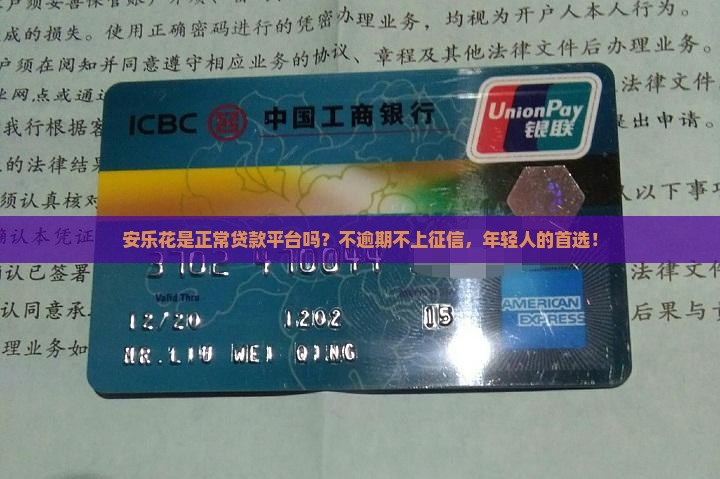 成的损失。使用正确密码进行的凭密办理业务，均视为开户人本人行为。
户须在阅知并同意遵守相应业务的协议、章程及其他法律文件后办理业务。
业网点或通过
法律文件
ICBC 中国工商银行
UnionPay
银联
我行根据客
出申请。
的法律结果
须认真核对
以下事项
确认本凭证
安乐花是正常贷款平台吗？不逾期不上征信，年轻人的首选！
认已签署
法律文件
Valid Thru
12/20 1202 15
AMERICAN
EXPRESS
认同意承
后果与
MR.LIU WEI QING
理业务如